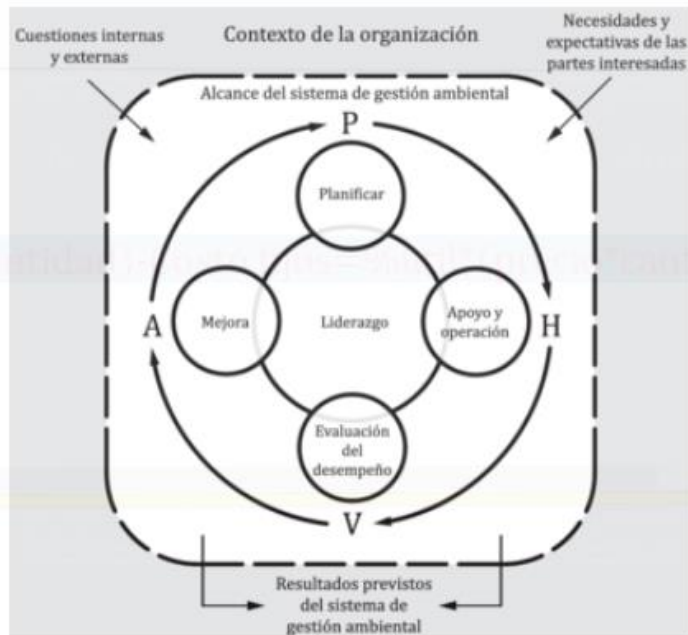 Cuestiones internas
y externas
Contexto de la organización
Necesidades y
expectativas de las
partes interesadas
Alcance del sistema de gestión ambiental
P
Planificar
A
Mejora
Liderazgo
Apoyo y
operación
H
Evaluación
del
desempeño
V
Resultados previstos
del sistema de
gestión ambiental